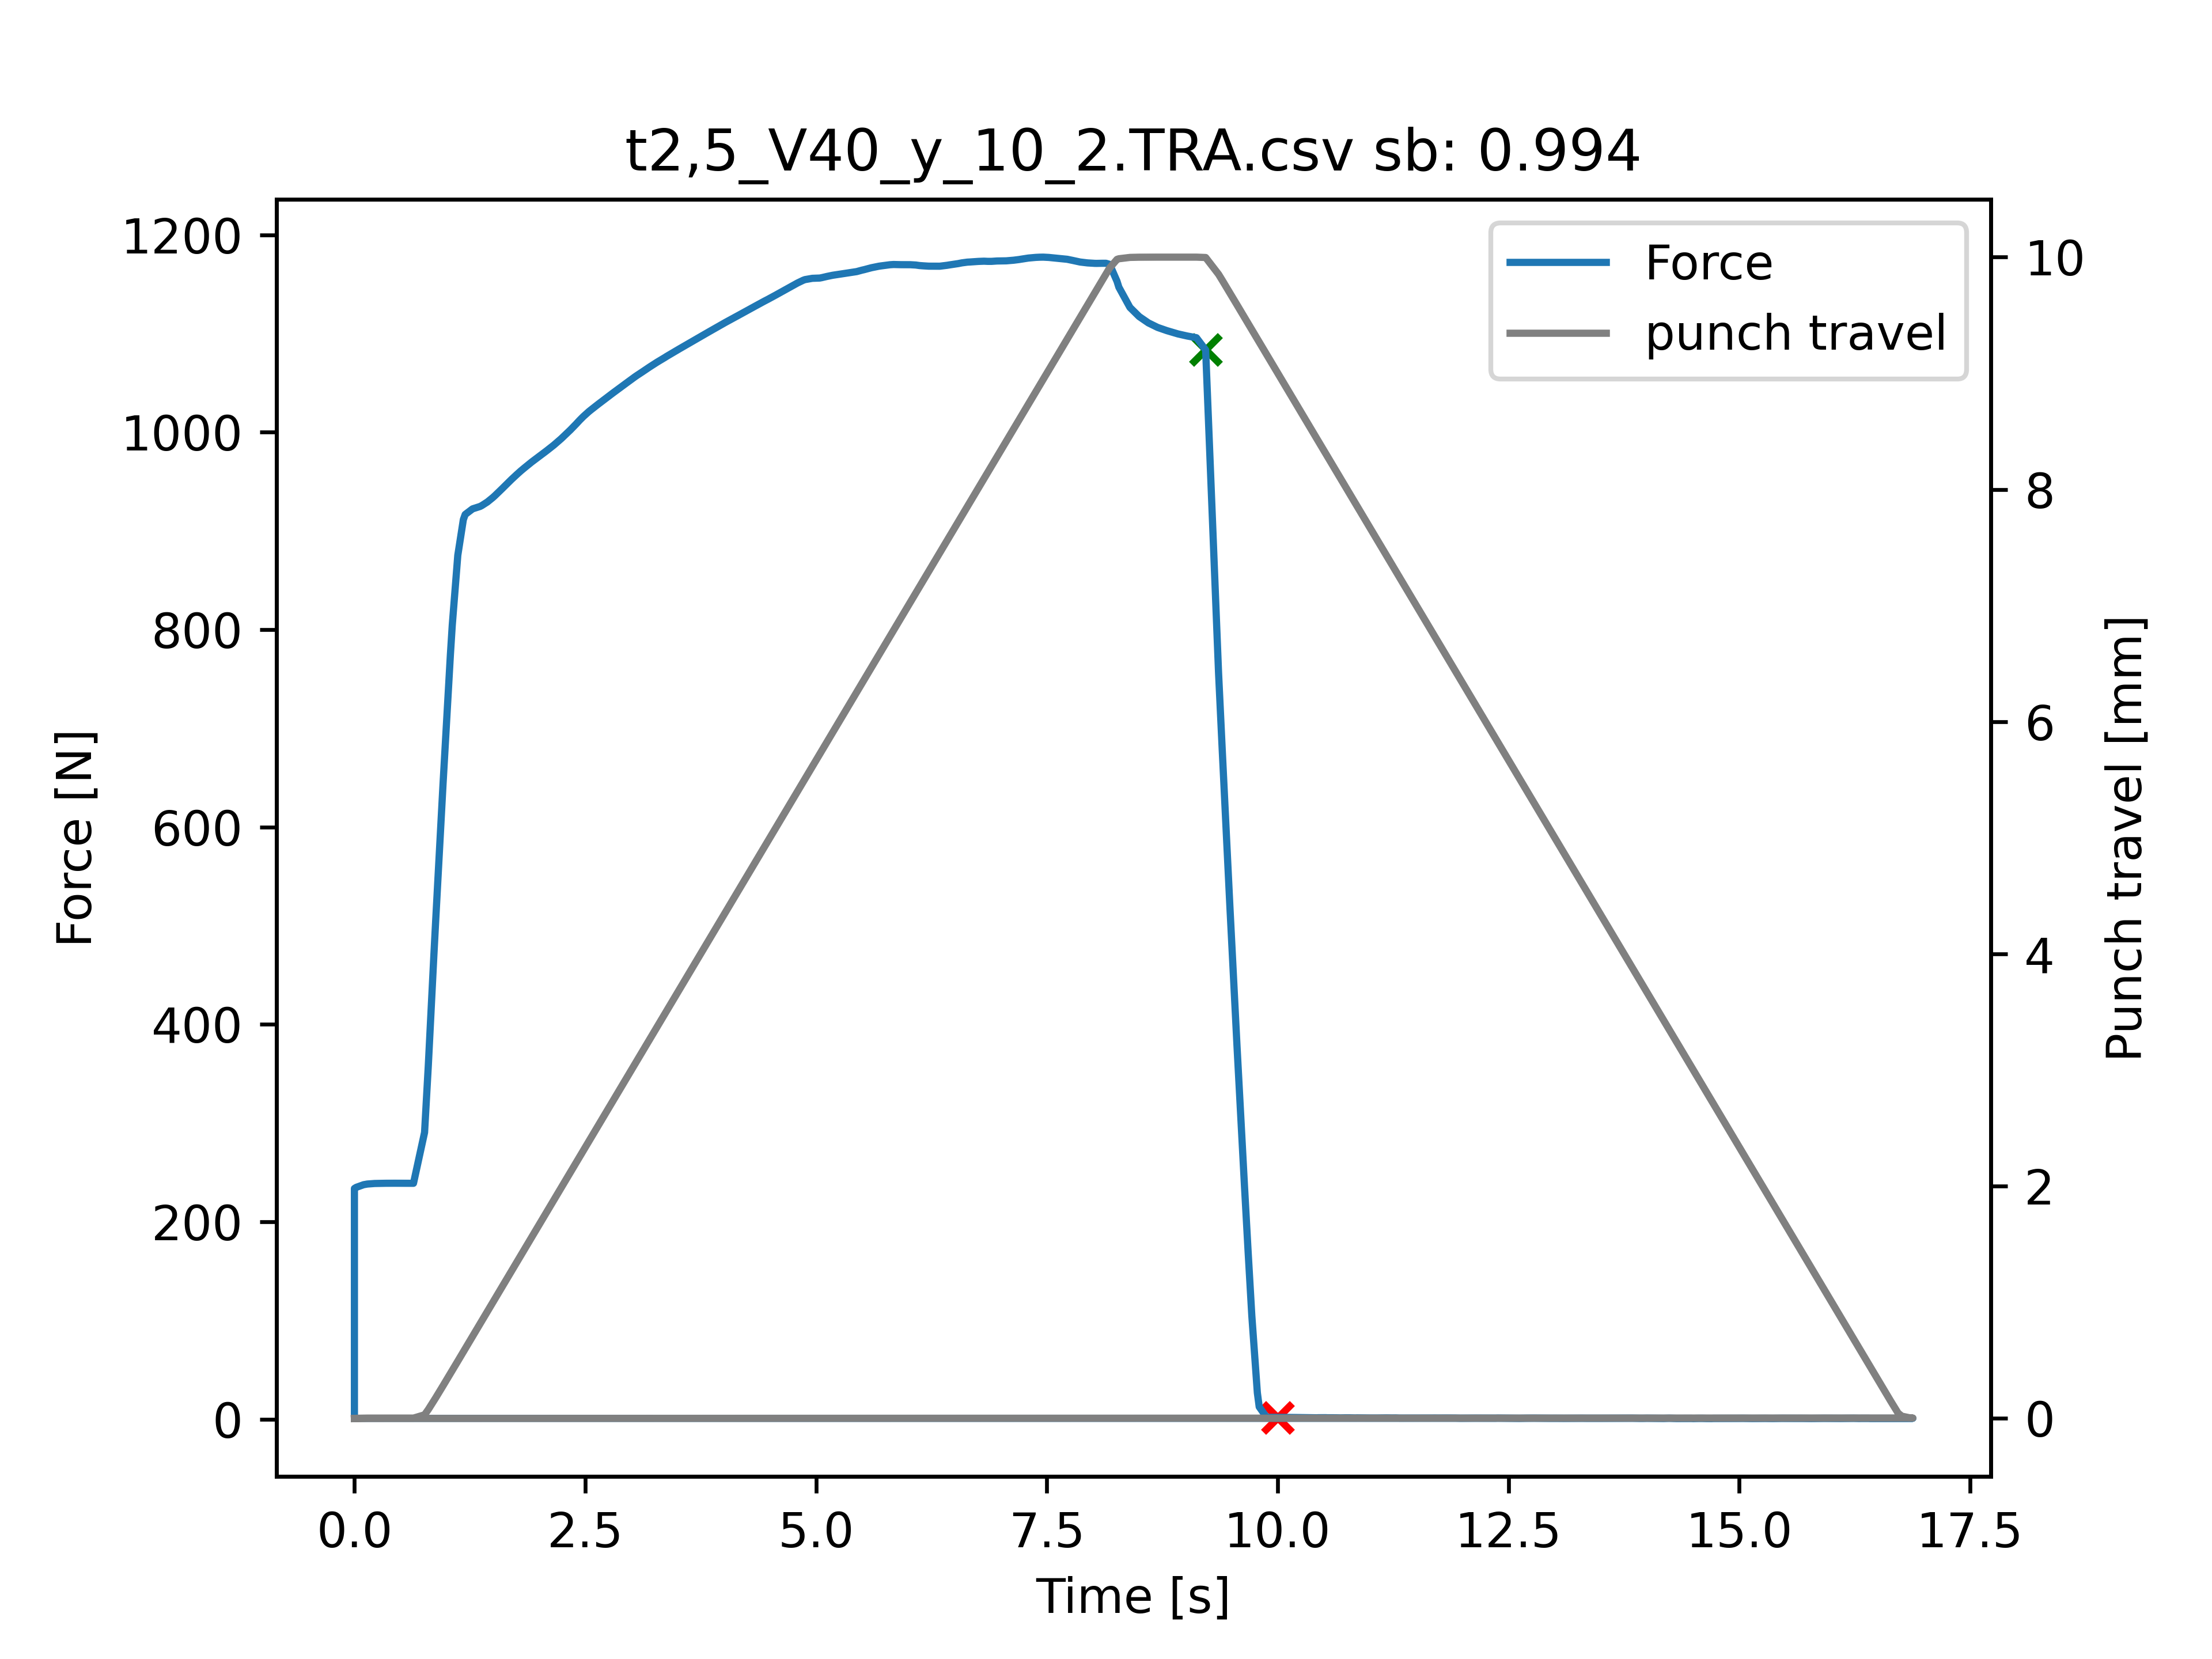 t2,5_V40_y_10_2.TRA.csv sb: 0.994
Force
punch travel
1200
1000
800
600
400
200
0
Force [N]
10
8
6
4
2
0
Punch travel [mm]
0.0 2.5 5.0 7.5 10.0 12.5 15.0 17.5
Time [s]